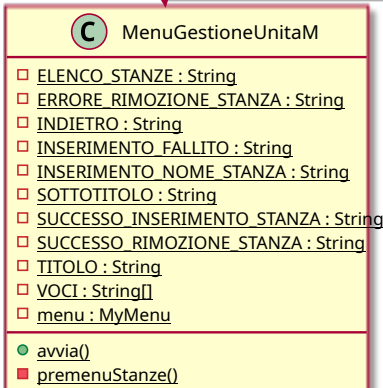 C MenuGestioneUnitaM
ELENCO_STANZE : String
ERRORE_RIMOZIONE_STANZA : String
INDIETRO : String
INSERIMENTO_FALLITO : String
INSERIMENTO_NOME_STANZA : String
SOTTOTITOLO : String
SUCCESSO_INSERIMENTO_STANZA : String
SUCCESSO_RIMOZIONE_STANZA : String
TITOLO : String
VOCI : String[]
menu : MyMenu
avvia()
premenuStanze()